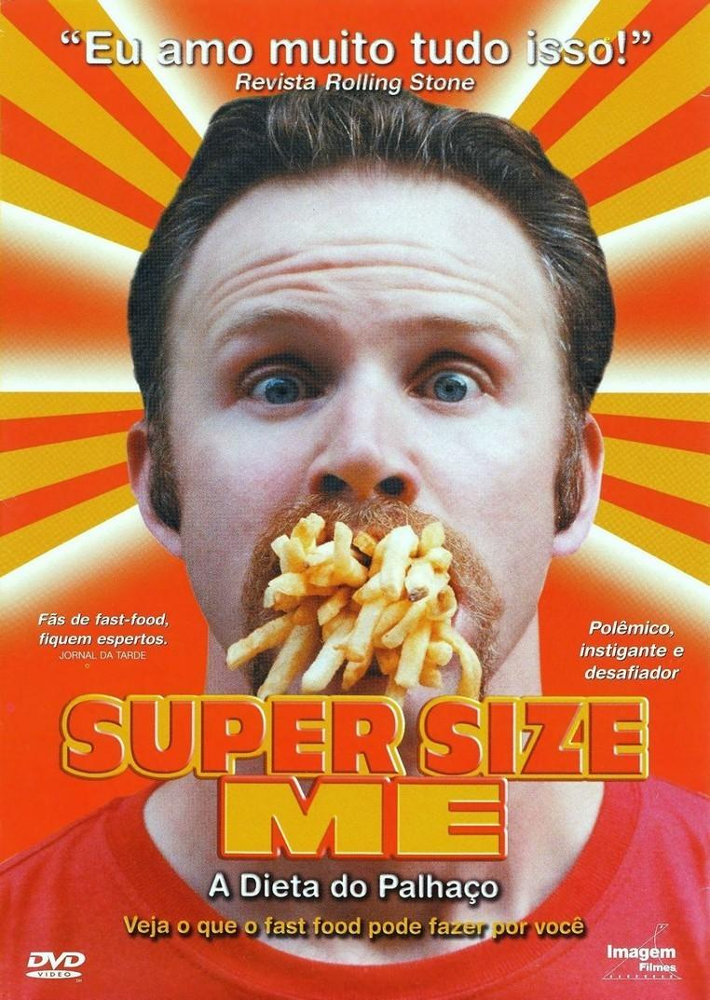 “Eu amo muito tudo isso!”
Revista Rolling Stone
Fãs de fast-food,
fiquem espertos.
JORNAL DA TARDE
Polêmico,
instigante e
desafiador
SUPER SIZE
ME
A Dieta do Palhaço
Veja o que o fast food pode fazer por você
DVD
VIDEO
Imagem
Filmes